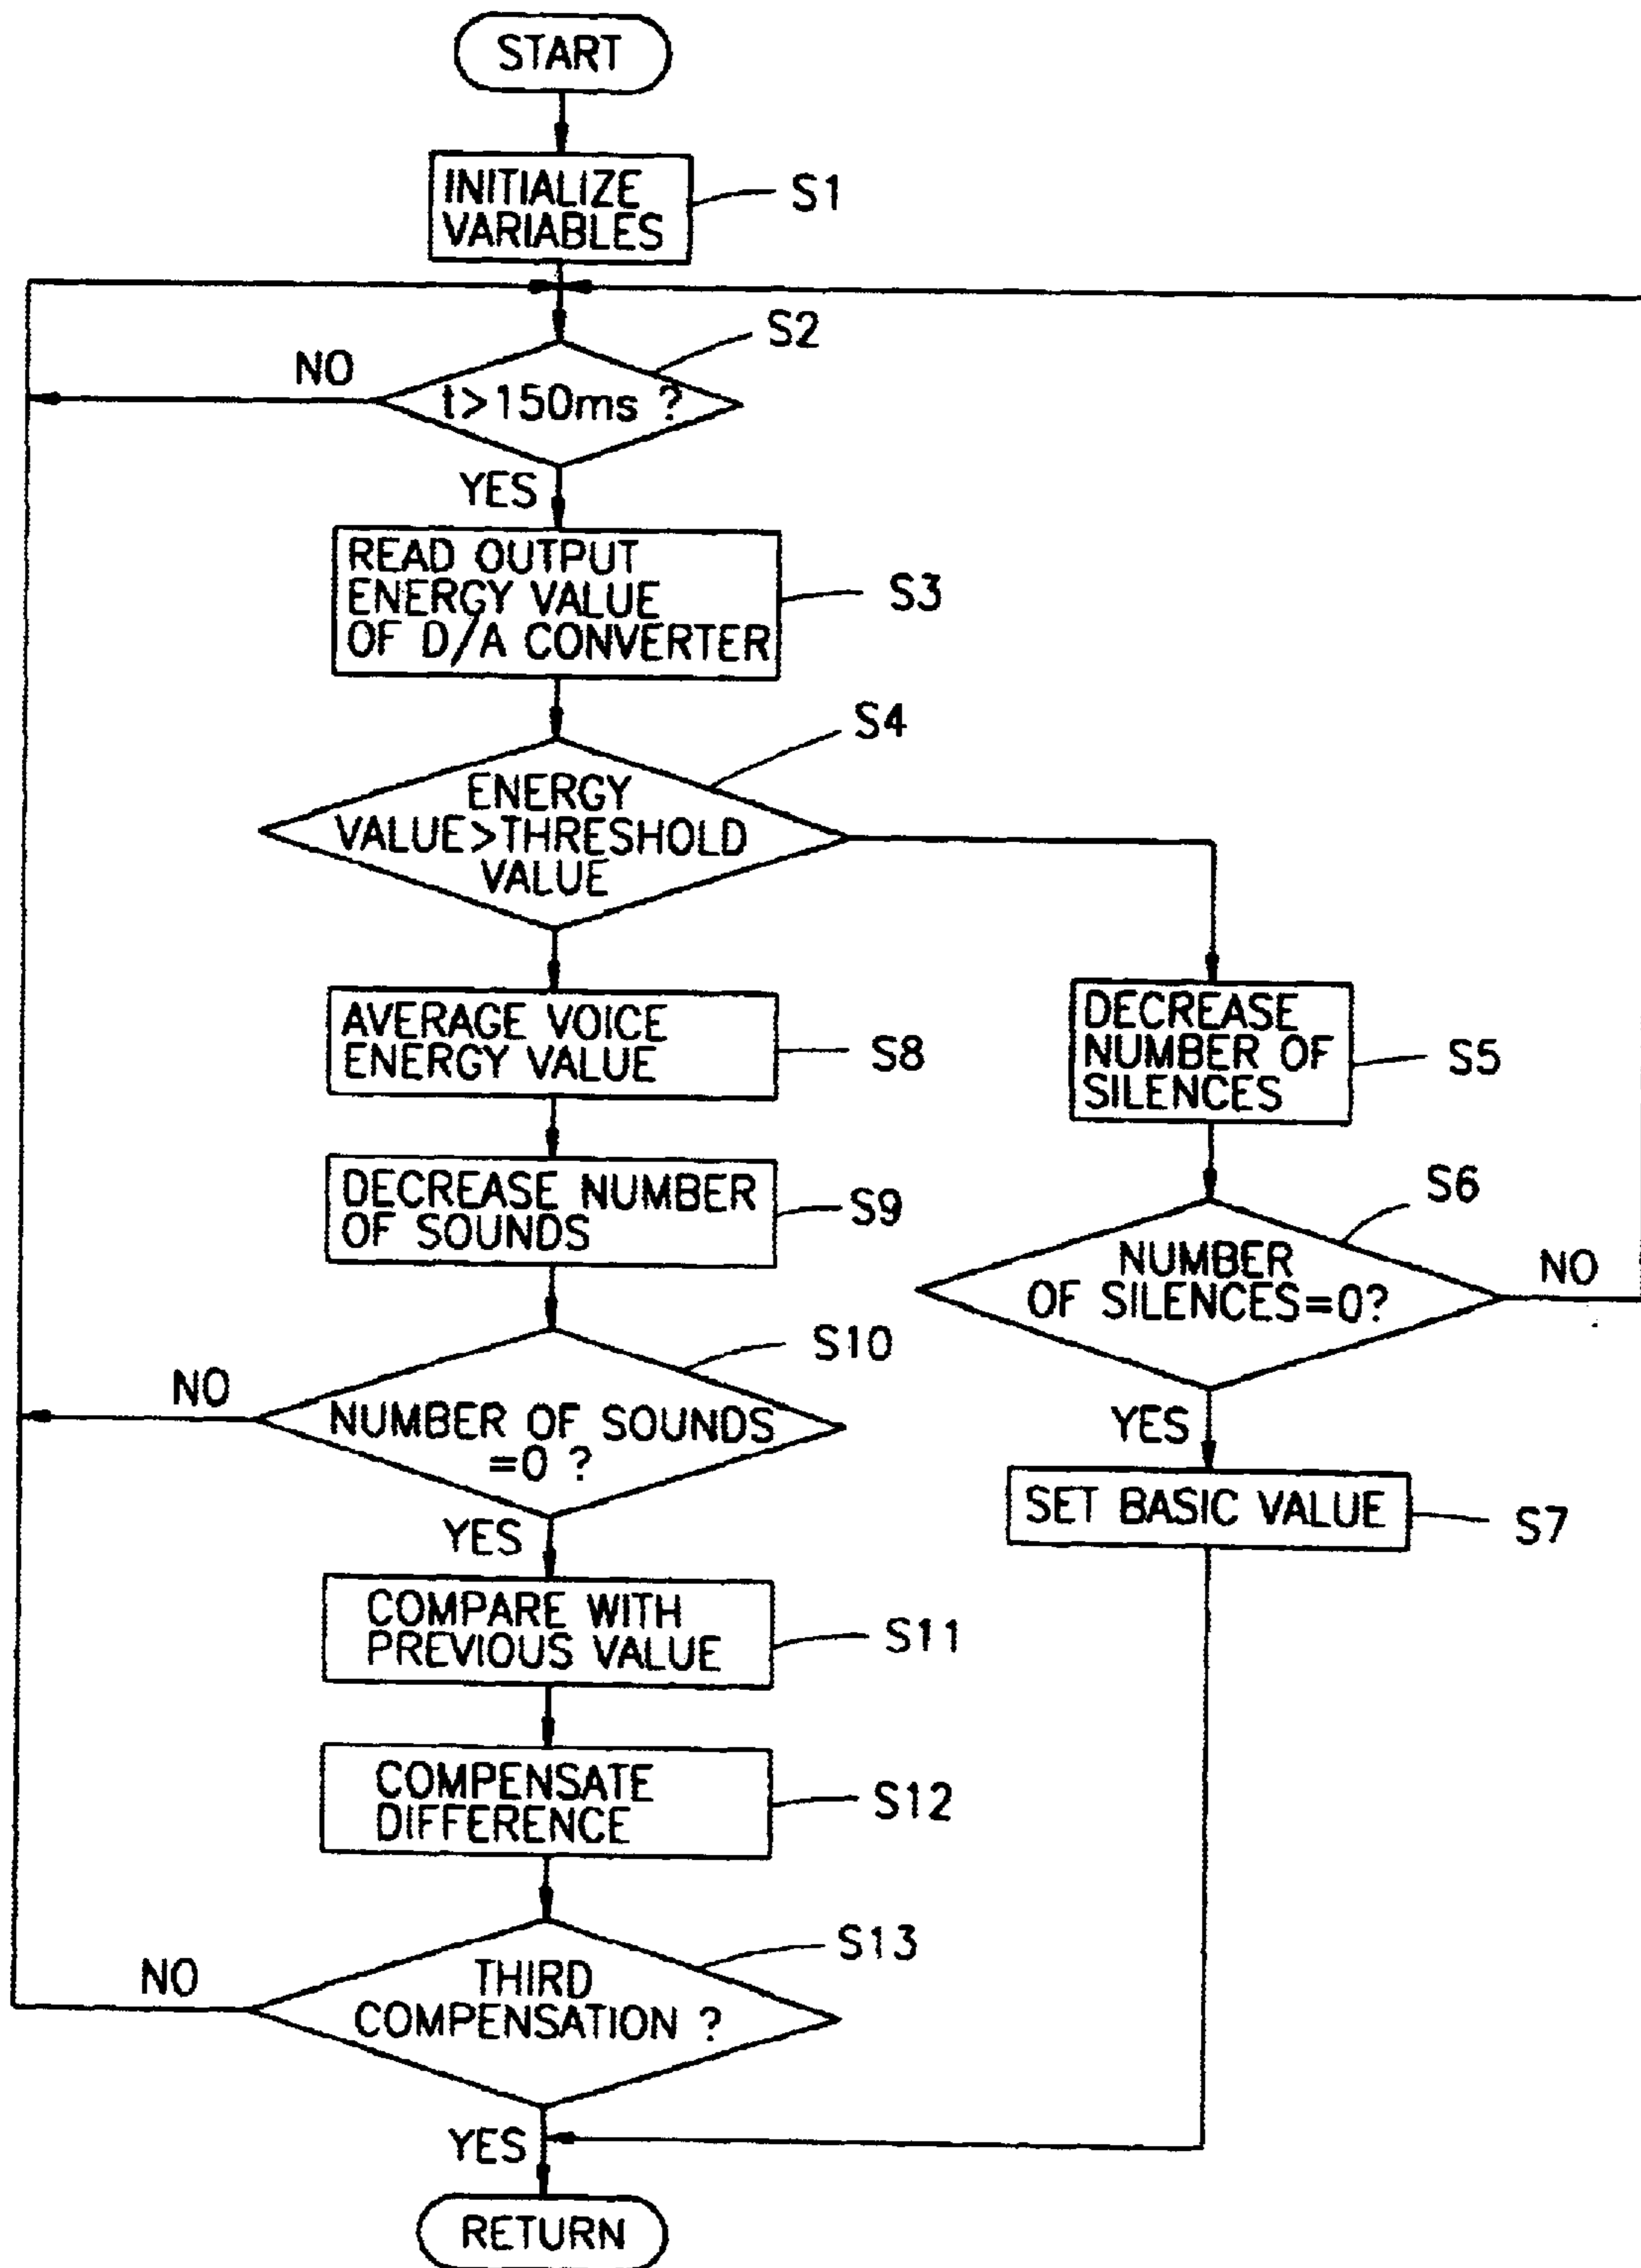 START
INITIALIZE
VARIABLES
S1
S2
NO
t>150ms ?
YES
READ OUTPUT
ENERGY VALUE
OF D/A CONVERTER
S3
S4
ENERGY
VALUE>THRESHOLD
VALUE
AVERAGE VOICE
ENERGY VALUE
S8
DECREASE
NUMBER OF
SILENCES
S5
DECREASE NUMBER
OF SOUNDS
S9
S6
NUMBER
OF SILENCES=0?
NO
S10
NO
NUMBER OF SOUNDS
=0 ?
YES
YES
SET BASIC VALUE
S7
COMPARE WITH
PREVIOUS VALUE
S11
COMPENSATE
DIFFERENCE
S12
S13
NO
THIRD
COMPENSATION ?
YES
RETURN